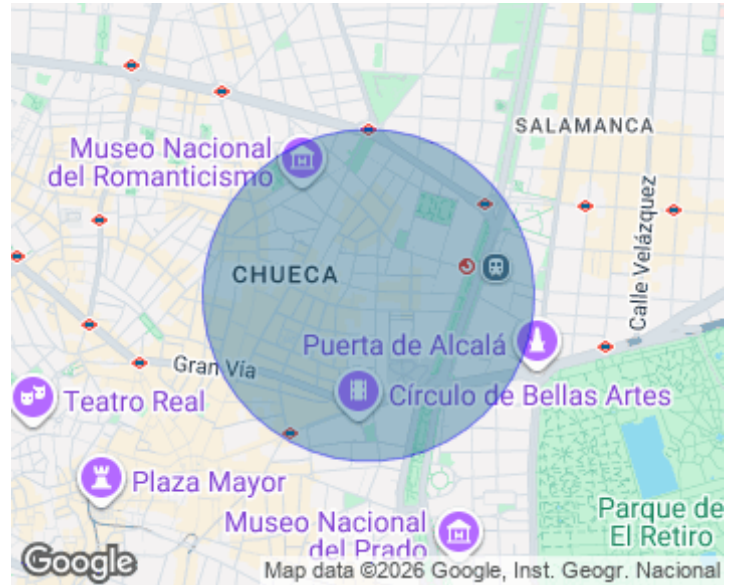 SALAMANCA
Museo Nacional
del Romanticismo
Calle Velázquez
CHUECA
Puerta de Alcalá
Gran Vía
Círculo de Bellas Artes
Teatro Real
Plaza Mayor
Parque de
El Retiro
Museo Nacional
del Prado
Google
Map data ©2026 Google, Inst. Geogr. Nacional